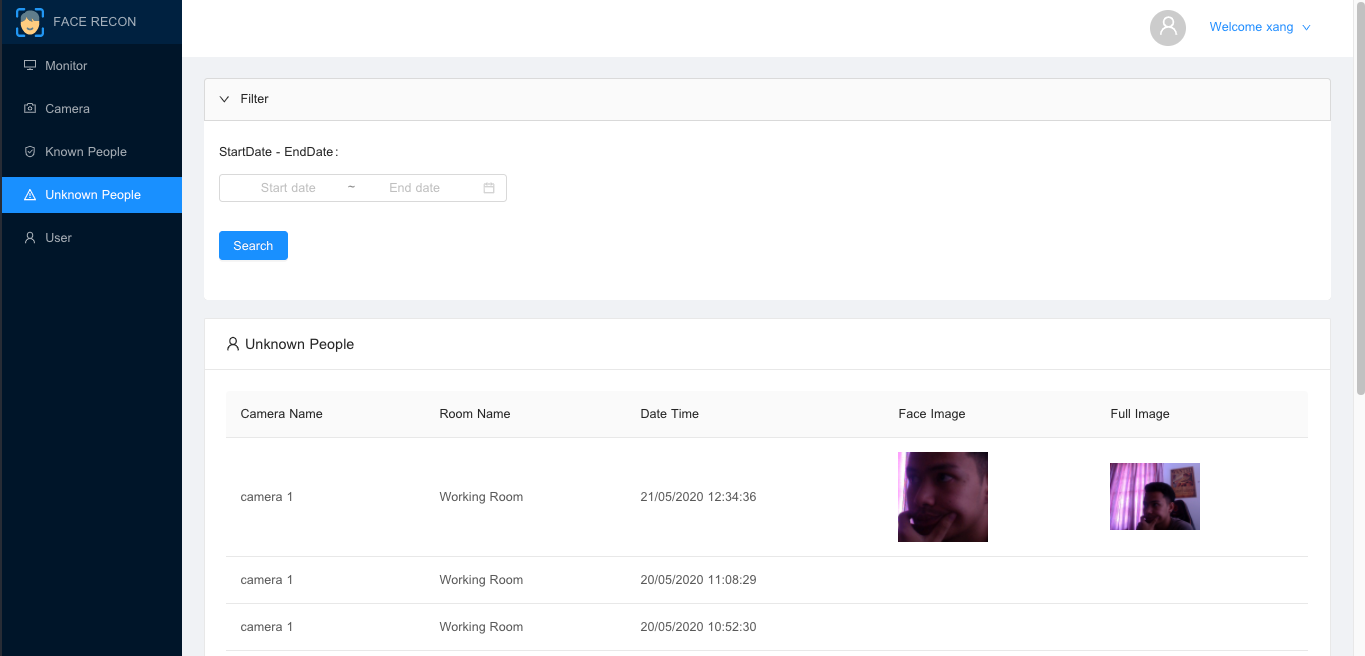 FACE RECON
Welcome xang
Monitor
Camera
Known People
Unknown People
User
Filter
StartDate - EndDate:
Start date ~ End date
Search
Unknown People
Camera Name Room Name Date Time Face Image Full Image
camera 1 Working Room 21/05/2020 12:34:36
camera 1 Working Room 20/05/2020 11:08:29
camera 1 Working Room 20/05/2020 10:52:30